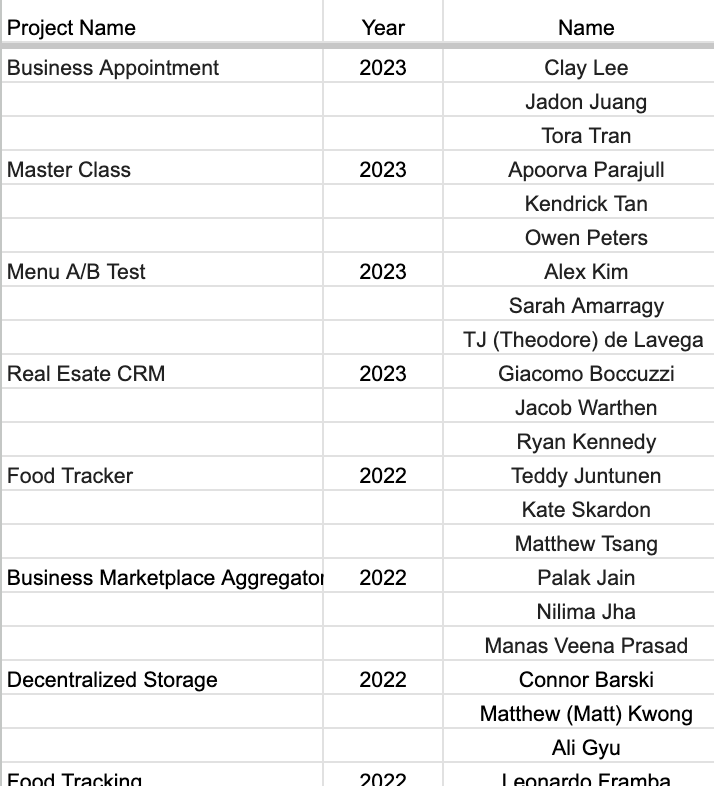 Project Name Year Name
Business Appointment 2023 Clay Lee
Jadon Juang
Tora Tran
Master Class 2023 Apoorva Parajull
Kendrick Tan
Owen Peters
Menu A/B Test 2023 Alex Kim
Sarah Amarragy
TJ (Theodore) de Lavega
Real Esate CRM 2023 Giacomo Boccuzzi
Jacob Warthen
Ryan Kennedy
Food Tracker 2022 Teddy Juntunen
Kate Skardon
Matthew Tsang
Business Marketplace Aggregator 2022 Palak Jain
Nilima Jha
Manas Veena Prasad
Decentralized Storage 2022 Connor Barski
Matthew (Matt) Kwong
Ali Gyu
Food Tracking 2022 Leonardo Framba